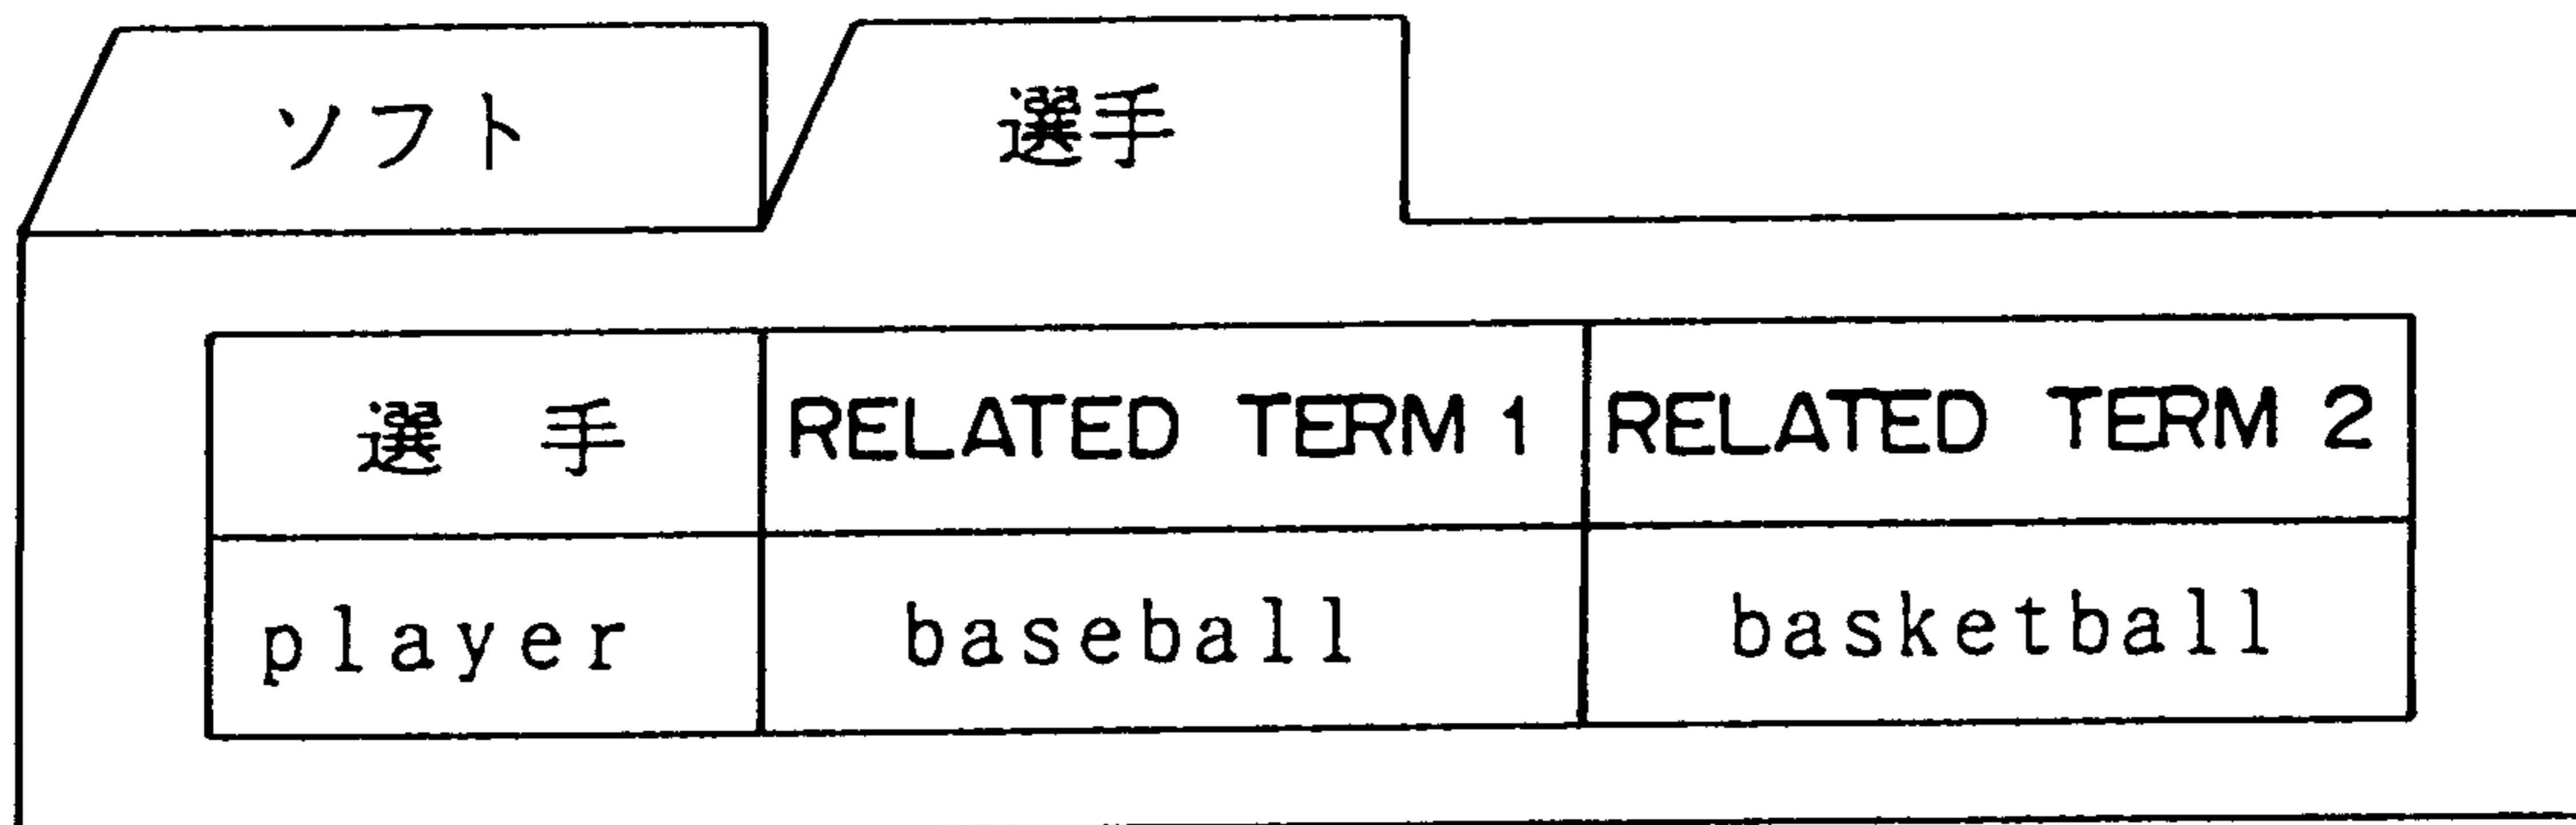 ソフト 選手
選 手 RELATED TERM 1 RELATED TERM 2
player baseball basketball